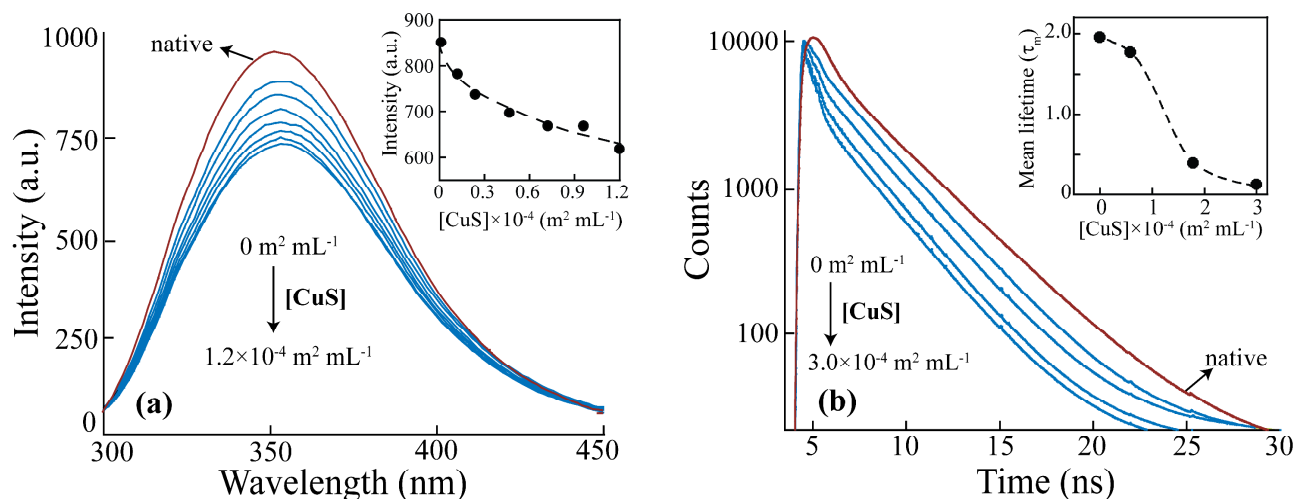 1000
750
500
250
0
Intensity (a.u.)
native
0 m² mL⁻¹
[CuS]
1.2×10⁻⁴ m² mL⁻¹
(a)
300
350
400
450
Wavelength (nm)
900
800
700
600
Intensity (a.u.)
0
0.3
0.6
0.9
1.2
[CuS]×10⁻⁴ (m² mL⁻¹)
10000
1000
100
Counts
0 m² mL⁻¹
[CuS]
3.0×10⁻⁴ m² mL⁻¹
(b)
native
5
10
15
20
25
30
Time (ns)
2.0
1.0
0
Mean lifetime (τₘ)
0
1
2
3
[CuS]×10⁻⁴ (m² mL⁻¹)